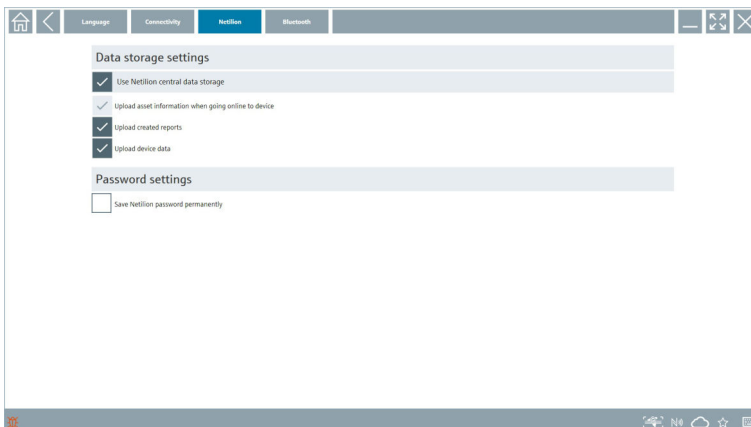 Language Connectivity Netilion Bluetooth
Data storage settings
Use Netilion central data storage
Upload asset information when going online to device
Upload created reports
Upload device data
Password settings
Save Netilion password permanently